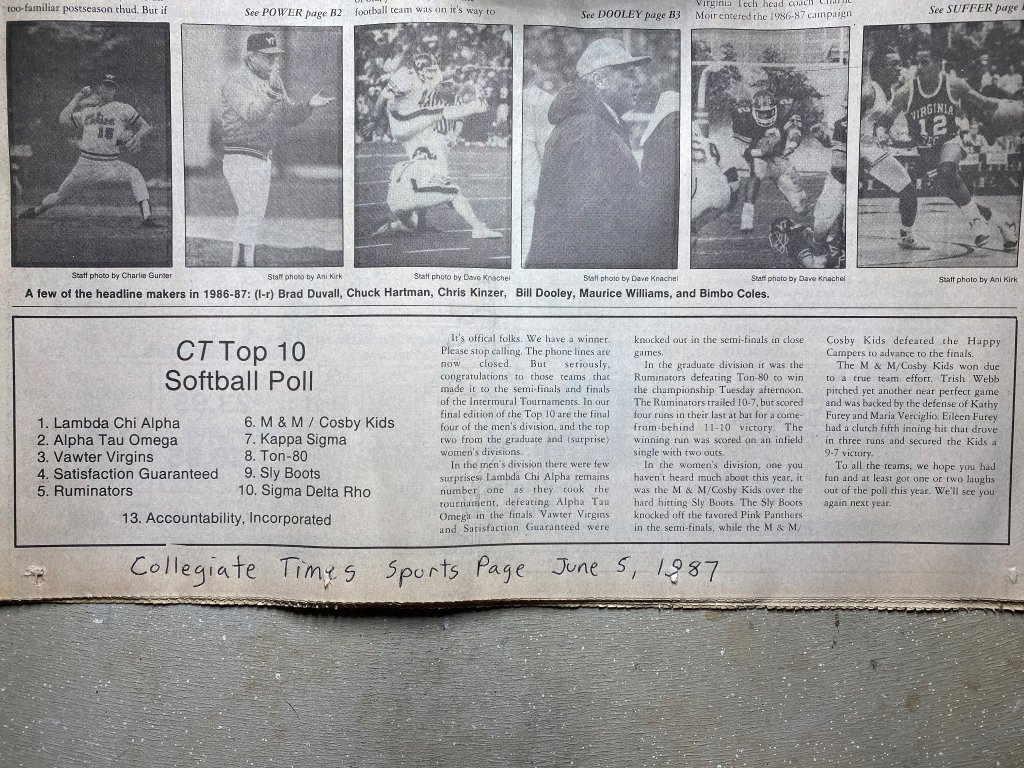 too-familiar postseason thud. But if
See POWER page B2
football team was on it's way to
See DOOLEY page B3
Virginia Tech head coach Charlie
Moir entered the 1986-87 campaign
See SUFFER page
15
VIRGINIA
12
Staff photo by Charlie Gunter
Staff photo by Ani Kirk
Staff photo by Dave Knachel
Staff photo by Dave Knachel
Staff photo by Dave Knachel
Staff photo by Ani Kirk
A few of the headline makers in 1986-87: (l-r) Brad Duvall, Chuck Hartman, Chris Kinzer, Bill Dooley, Maurice Williams, and Bimbo Coles.
CT Top 10
Softball Poll
1. Lambda Chi Alpha
2. Alpha Tau Omega
3. Vawter Virgins
4. Satisfaction Guaranteed
5. Ruminators
6. M & M / Cosby Kids
7. Kappa Sigma
8. Ton-80
9. Sly Boots
10. Sigma Delta Rho
13. Accountability, Incorporated
It's offical folks. We have a winner.
Please stop calling. The phone lines are
now closed. But seriously,
congratulations to those teams that
made it to the semi-finals and finals
of the Intermural Tournaments. In our
final edition of the Top 10 are the final
four of the men's division, and the top
two from the graduate and (surprise)
women's divisions.
In the men's division there were few
surprises Lambda Chi Alpha remains
number one as they took the
tournament, defeating Alpha Tau
Omega in the finals Vawter Virgins
and Satisfaction Guaranteed were
knocked out in the semi-finals in close
games.
In the graduate division it was the
Ruminators defeating Ton-80 to win
the championship Tuesday afternoon.
The Ruminators trailed 10-7, but scored
four runs in their last at bat for a come-
from-behind 11-10 victory. The
winning run was scored on an infield
single with two outs.
In the women's division, one you
haven't heard much about this year, it
was the M & M/Cosby Kids over the
hard hitting Sly Boots. The Sly Boots
knocked off the favored Pink Panthers
in the semi-finals, while the M & M/
Cosby Kids defeated the Happy
Campers to advance to the finals.
The M & M/Cosby Kids won due
to a true team effort. Trish Webb
pitched yet another near perfect game
and was backed by the defense of Kathy
Furey and Maria Verciglio. Eileen Furey
had a clutch fifth inning hit that drove
in three runs and secured the Kids a
9-7 victory.
To all the teams, we hope you had
fun and at least got one or two laughs
out of the poll this year. We'll see you
again next year.
Collegiate Times Sports Page June 5, 1987